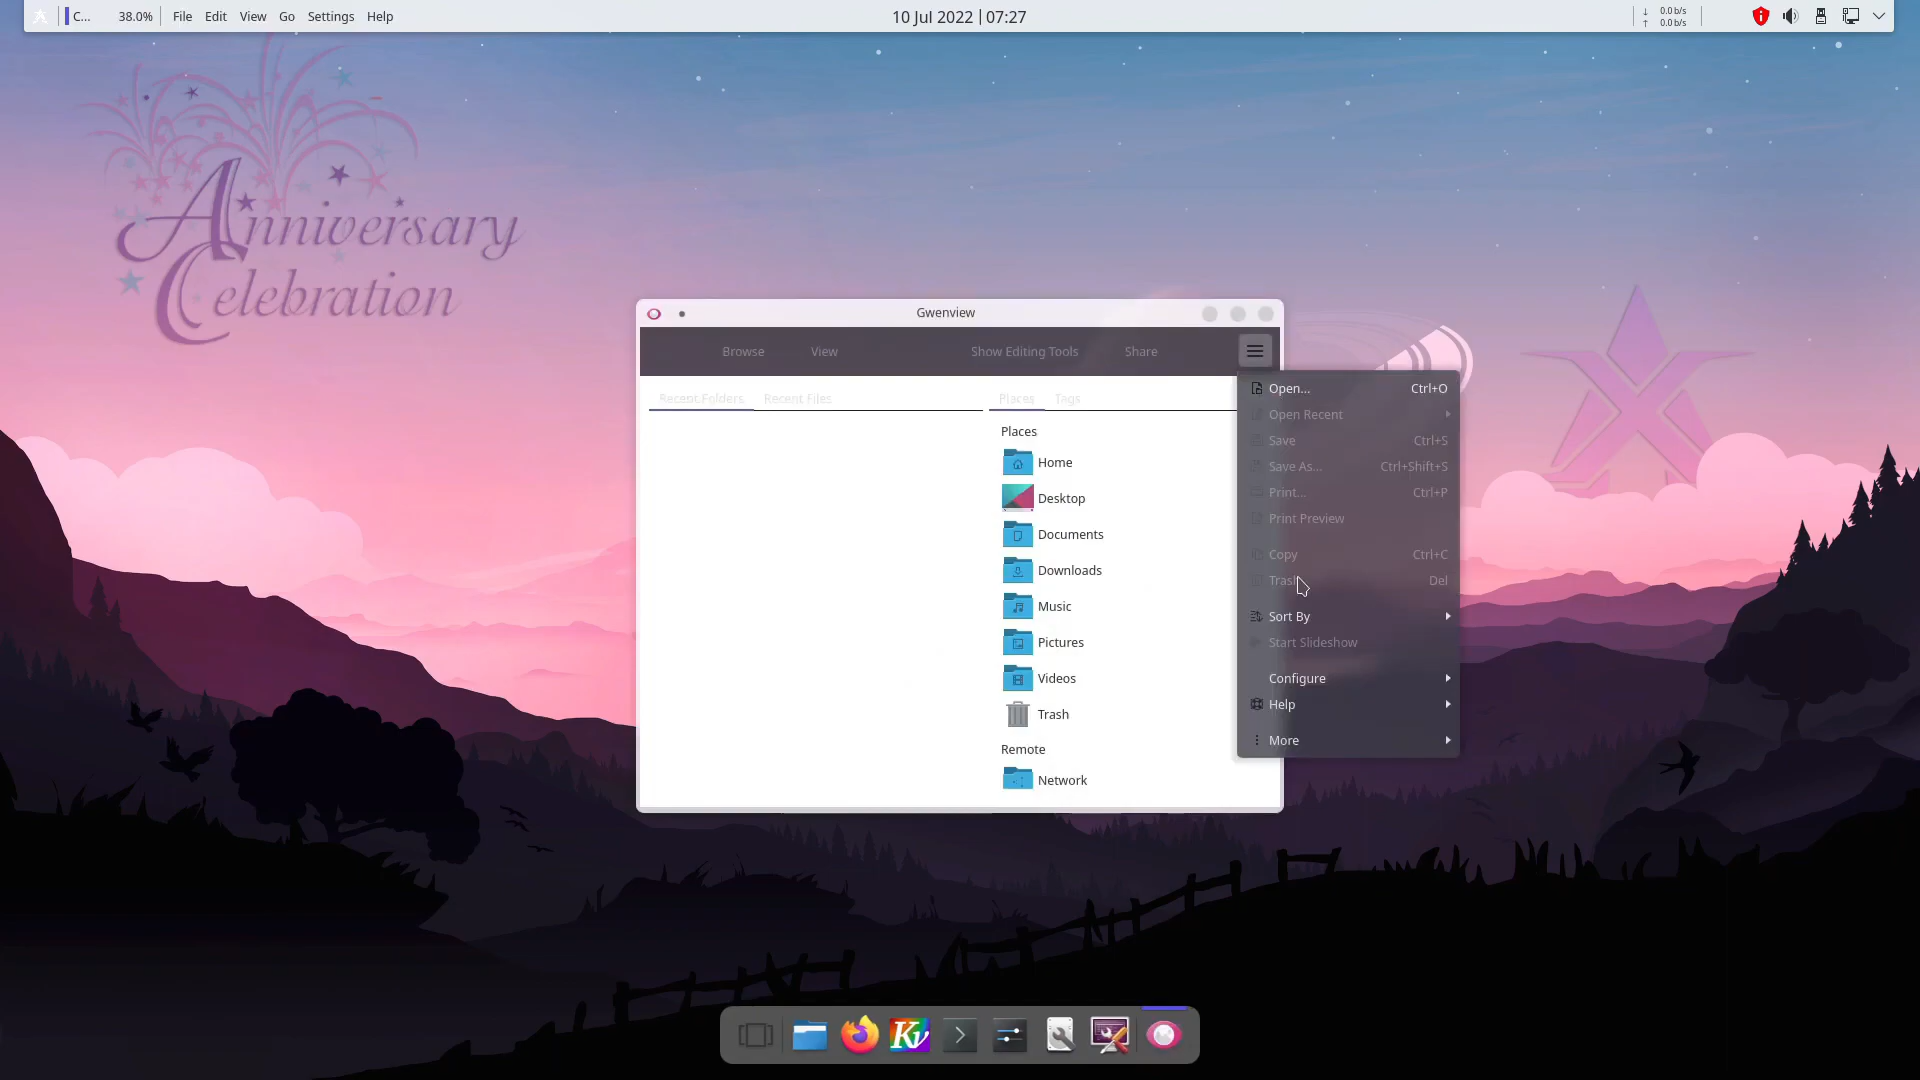 C... 38.0% File Edit View Go Settings Help 10 Jul 2022 | 07:27 ↓ 0.0 b/s
↑ 0.0 b/s
Anniversary
Celebration
Gwenview
Browse View Show Editing Tools Share
Recent Folders Recent Files Places Tags
Places
Home
Desktop
Documents
Downloads
Music
Pictures
Videos
Trash
Remote
Network
Open... Ctrl+O
Open Recent
Save Ctrl+S
Save As... Ctrl+Shift+S
Print... Ctrl+P
Print Preview
Copy Ctrl+C
Trash Del
Sort By
Start Slideshow
Configure
Help
More
Kv